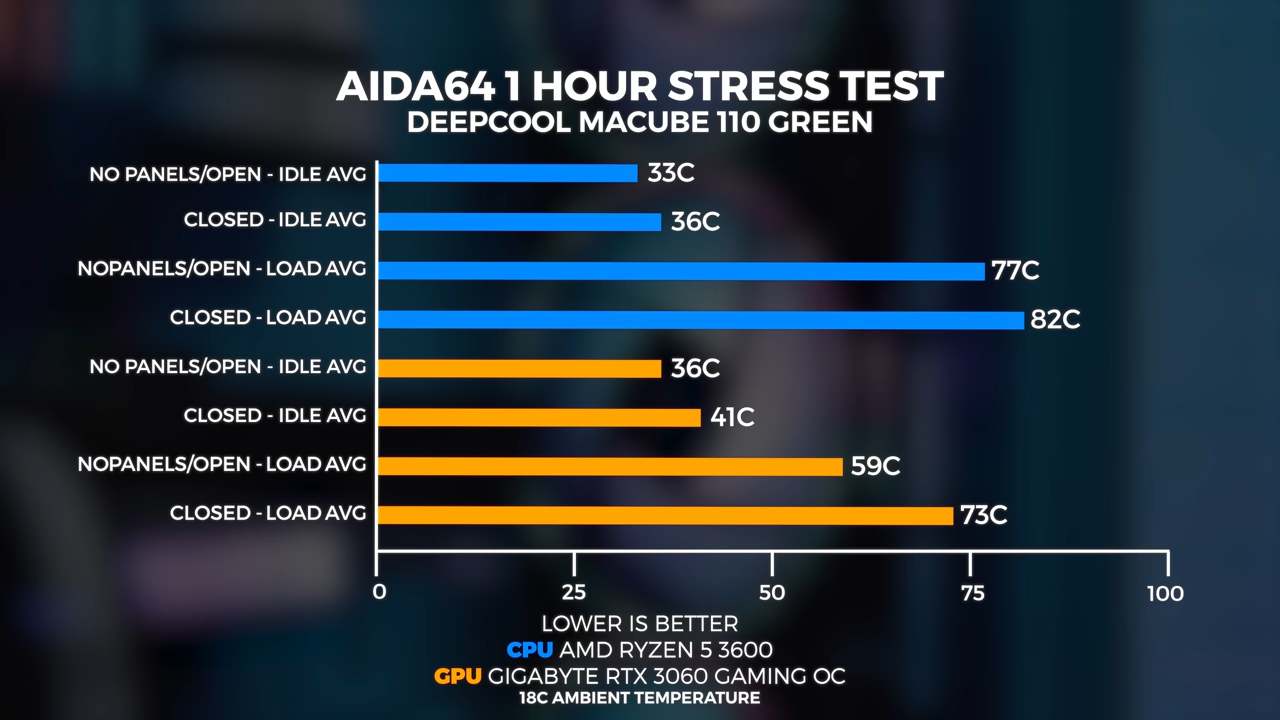 AIDA64 1 HOUR STRESS TEST
DEEPCOOL MACUBE 110 GREEN
NO PANELS/OPEN - IDLE AVG 33C
CLOSED - IDLE AVG 36C
NOPANELS/OPEN - LOAD AVG 77C
CLOSED - LOAD AVG 82C
NO PANELS/OPEN - IDLE AVG 36C
CLOSED - IDLE AVG 41C
NOPANELS/OPEN - LOAD AVG 59C
CLOSED - LOAD AVG 73C
0 25 50 75 100
LOWER IS BETTER
CPU AMD RYZEN 5 3600
GPU GIGABYTE RTX 3060 GAMING OC
18C AMBIENT TEMPERATURE